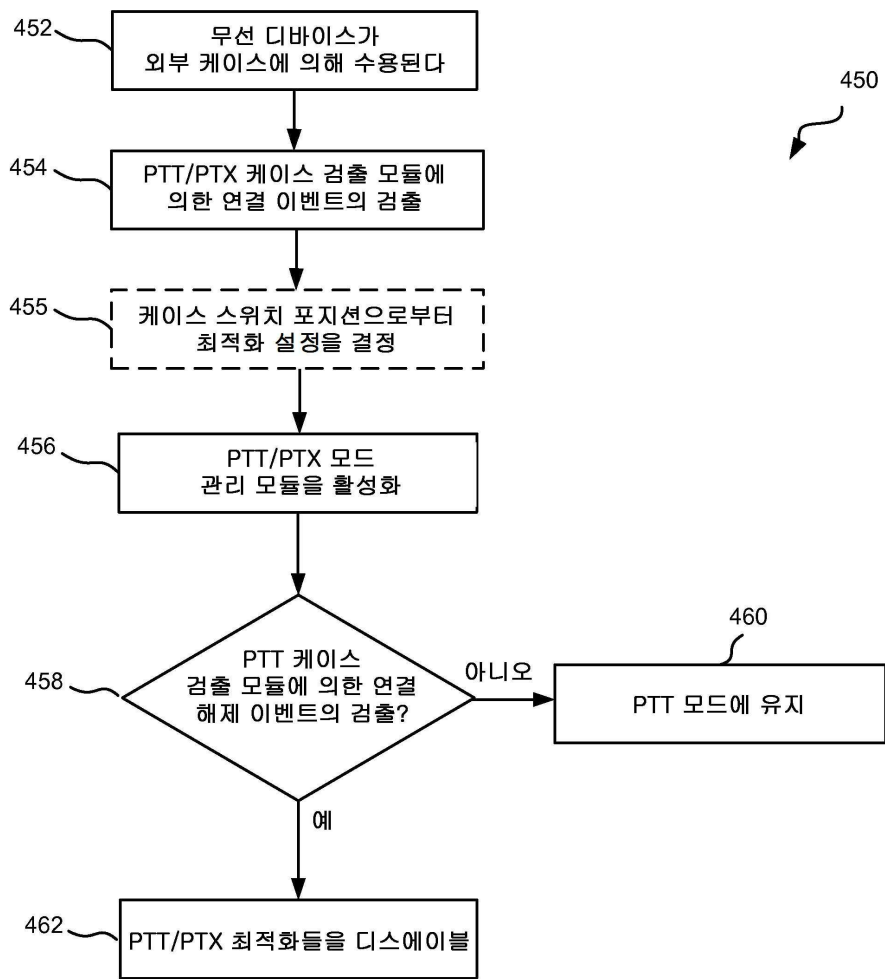 452
무선 디바이스가
외부 케이스에 의해 수용된다
450
454
PTT/PTX 케이스 검출 모듈에
의한 연결 이벤트의 검출
455
케이스 스위치 포지션으로부터
최적화 설정을 결정
456
PTT/PTX 모드
관리 모듈을 활성화
458
PTT 케이스
검출 모듈에 의한 연결
해제 이벤트의 검출?
아니오
460
PTT 모드에 유지
예
462
PTT/PTX 최적화들을 디스에이블